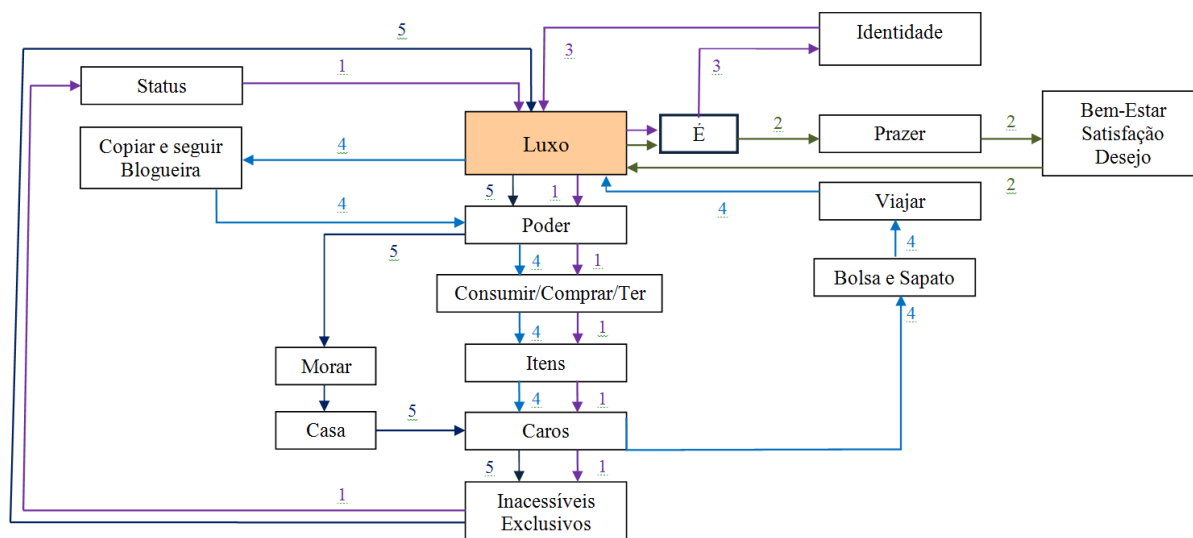 5
Identidade
3
1
3
Status
Bem-Estar
Satisfação
Desejo
Luxo
É
2
Prazer
2
Copiar e seguir
Blogueira
4
2
5
1
4
Viajar
4
Poder
5
4
1
4
Consumir/Comprar/Ter
Bolsa e Sapato
4
1
4
Morar
Itens
4
1
Casa
5
Caros
5
1
1
Inacessíveis
Exclusivos